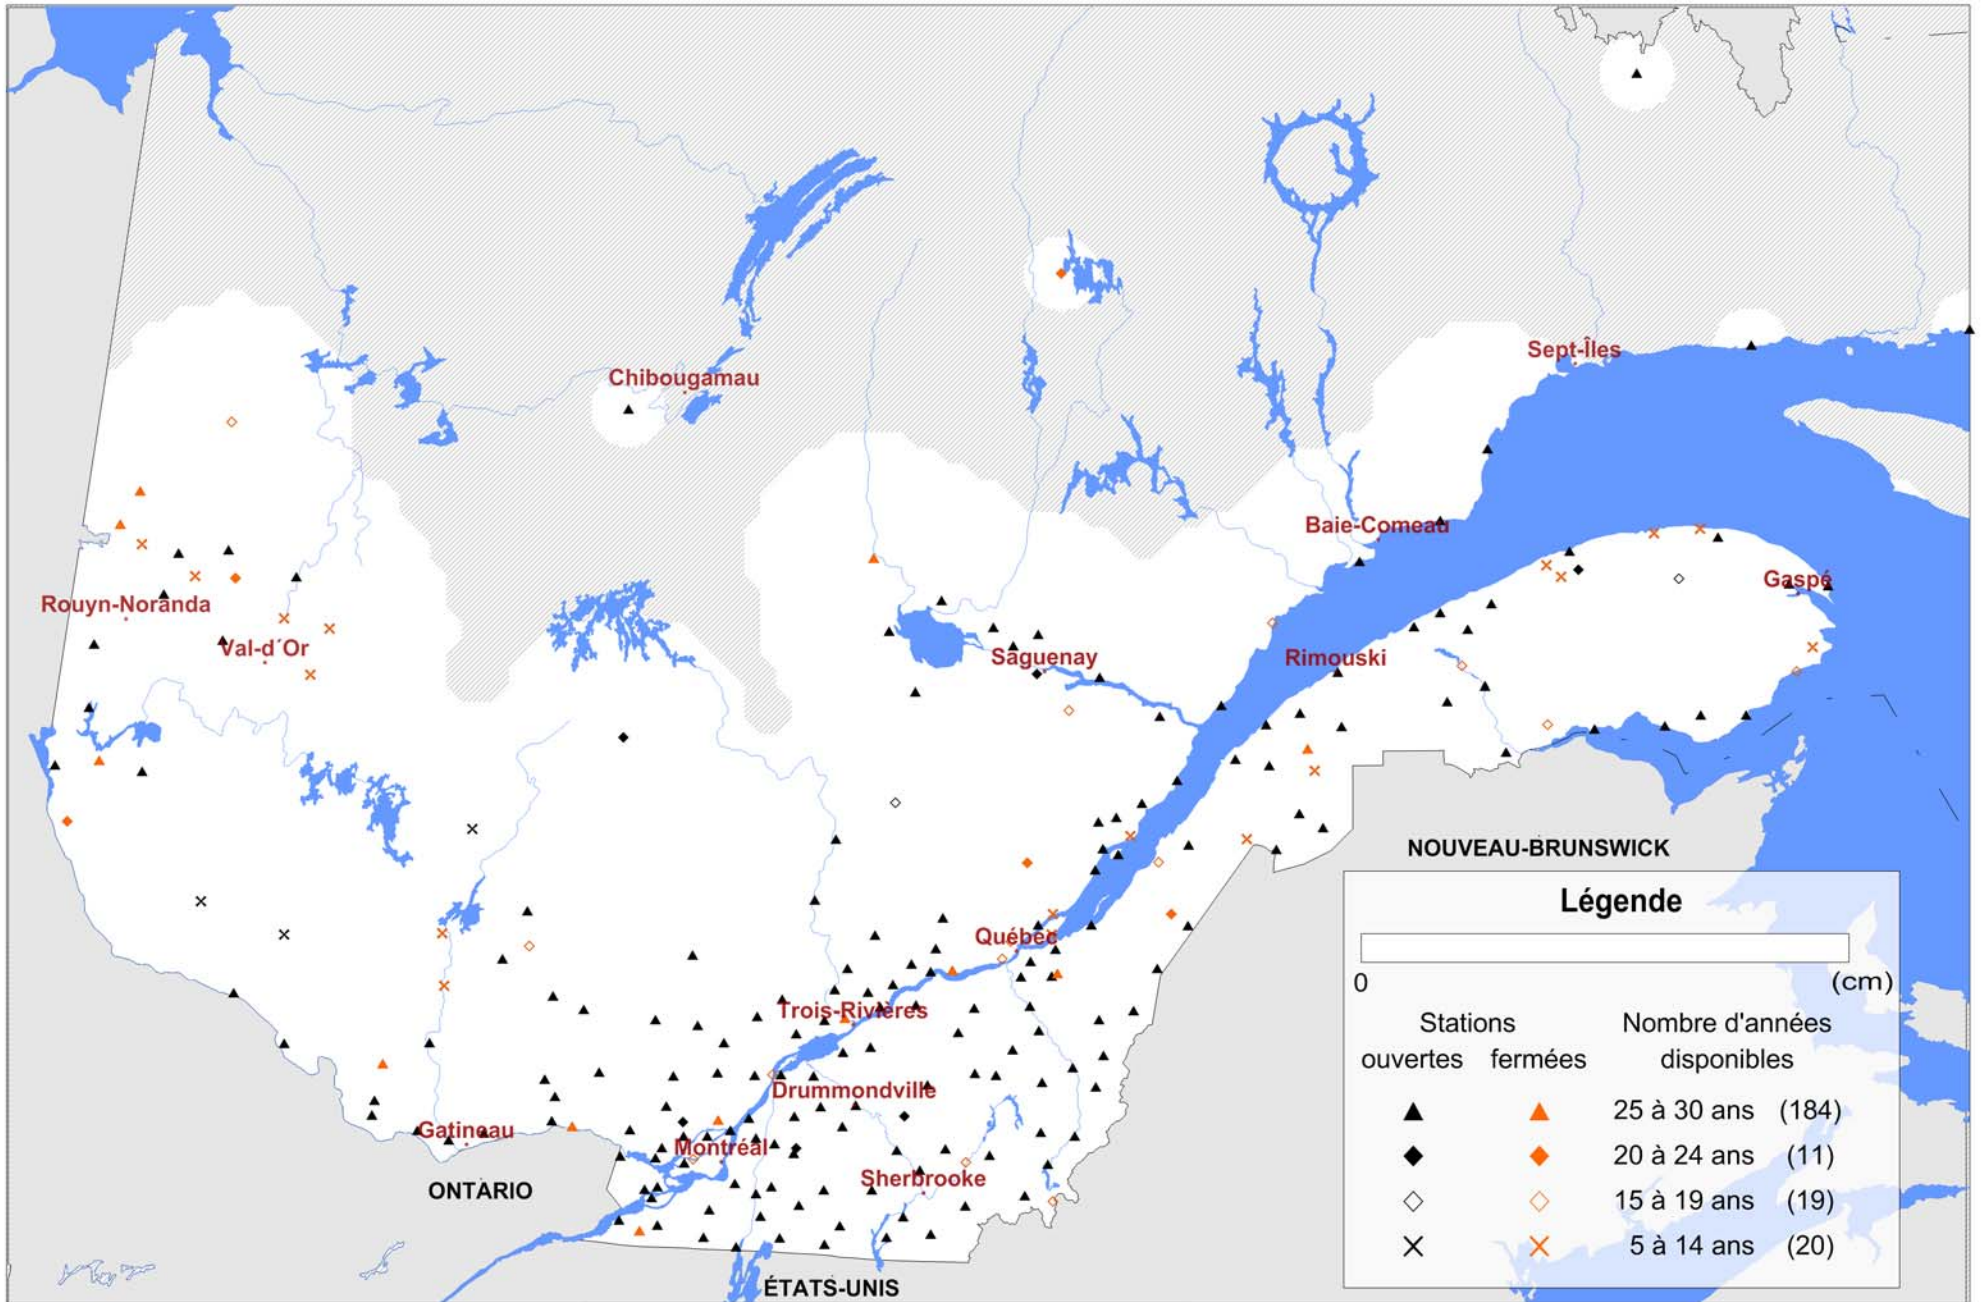 Sept-Îles
Chibougamau
Baie-Comeau
Gaspé
Rouyn-Noranda
Val-d´Or
Saguenay
Rimouski
NOUVEAU-BRUNSWICK
Québec
Trois-Rivières
Drummondville
Gatineau
Montréal
Sherbrooke
ONTARIO
ÉTATS-UNIS
Légende
0 (cm)
Stations Nombre d'années
ouvertes fermées disponibles
25 à 30 ans (184)
20 à 24 ans (11)
15 à 19 ans (19)
5 à 14 ans (20)